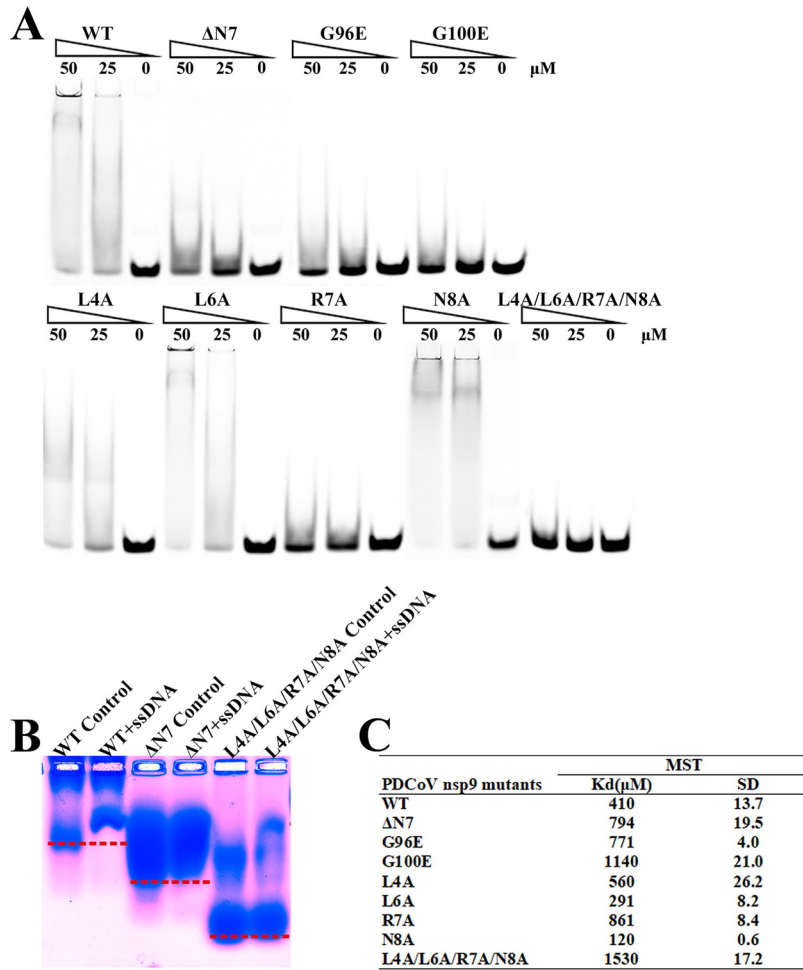 A
WT ΔN7 G96E G100E
50 25 0 50 25 0 50 25 0 50 25 0 μM
L4A L6A R7A N8A L4A/L6A/R7A/N8A
50 25 0 50 25 0 50 25 0 50 25 0 50 25 0 μM
B
WT Control
WT+ssDNA
ΔN7 Control
ΔN7+ssDNA
L4A/L6A/R7A/N8A Control
L4A/L6A/R7A/N8A+ssDNA
C
MST
PDCoV nsp9 mutants Kd(μM) SD
WT 410 13.7
ΔN7 794 19.5
G96E 771 4.0
G100E 1140 21.0
L4A 560 26.2
L6A 291 8.2
R7A 861 8.4
N8A 120 0.6
L4A/L6A/R7A/N8A 1530 17.2